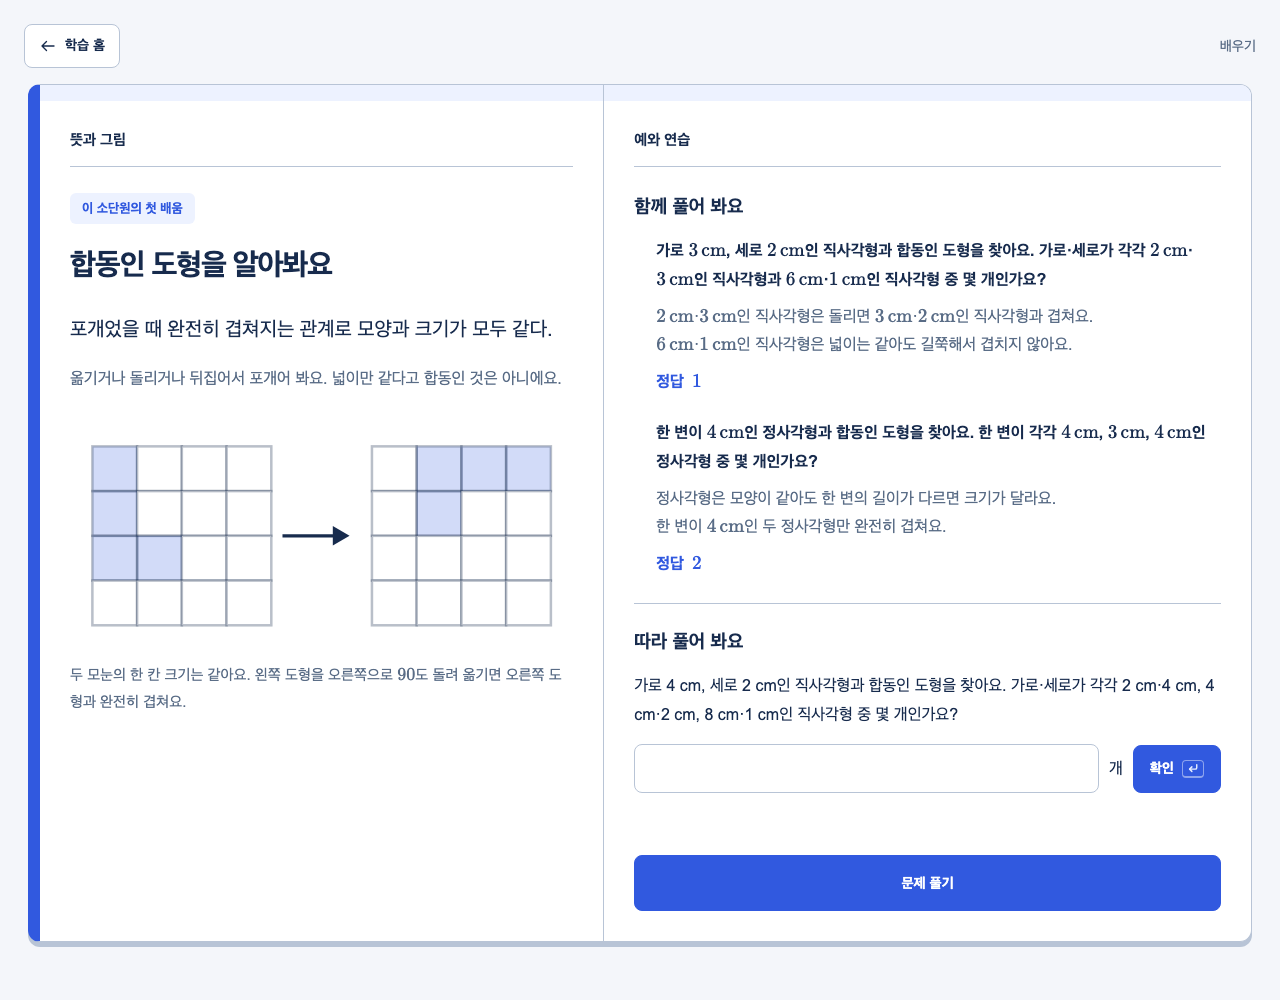 학습 홈
배우기
뜻과 그림
이 소단원의 첫 배움
합동인 도형을 알아봐요
포개었을 때 완전히 겹쳐지는 관계로 모양과 크기가 모두 같다.
옮기거나 돌리거나 뒤집어서 포개어 봐요. 넓이만 같다고 합동인 것은 아니에요.
두 모눈의 한 칸 크기는 같아요. 왼쪽 도형을 오른쪽으로 90도 돌려 옮기면 오른쪽 도
형과 완전히 겹쳐요.
예와 연습
함께 풀어 봐요
가로 3 cm, 세로 2 cm인 직사각형과 합동인 도형을 찾아요. 가로·세로가 각각 2 cm·
3 cm인 직사각형과 6 cm·1 cm인 직사각형 중 몇 개인가요?
2 cm·3 cm인 직사각형은 돌리면 3 cm·2 cm인 직사각형과 겹쳐요.
6 cm·1 cm인 직사각형은 넓이는 같아도 길쭉해서 겹치지 않아요.
정답 1
한 변이 4 cm인 정사각형과 합동인 도형을 찾아요. 한 변이 각각 4 cm, 3 cm, 4 cm인
정사각형 중 몇 개인가요?
정사각형은 모양이 같아도 한 변의 길이가 다르면 크기가 달라요.
한 변이 4 cm인 두 정사각형만 완전히 겹쳐요.
정답 2
따라 풀어 봐요
가로 4 cm, 세로 2 cm인 직사각형과 합동인 도형을 찾아요. 가로·세로가 각각 2 cm·4 cm, 4
cm·2 cm, 8 cm·1 cm인 직사각형 중 몇 개인가요?
개
확인
문제 풀기